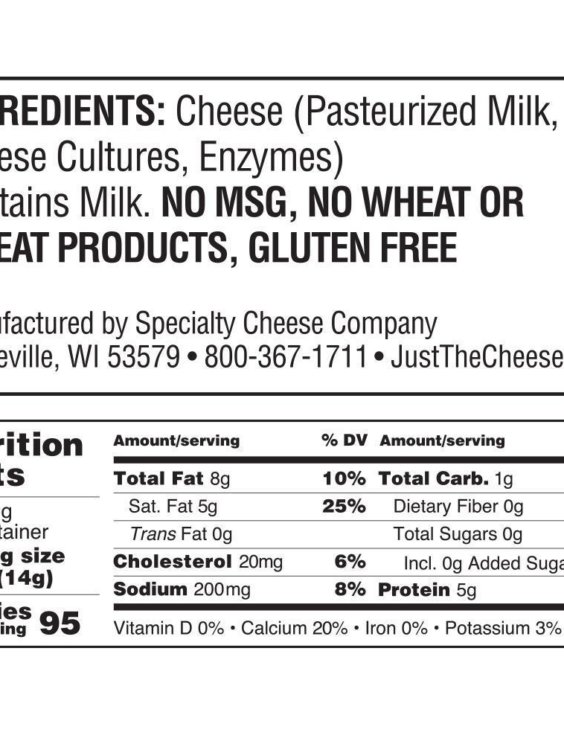 REDIENTS: Cheese (Pasteurized Milk,
ese Cultures, Enzymes)
tains Milk. NO MSG, NO WHEAT OR
EAT PRODUCTS, GLUTEN FREE
factured by Specialty Cheese Company
eville, WI 53579 • 800-367-1711 • JustTheCheese
rition
ts
g
tainer
g size
(14g)
ies
ing 95
Amount/serving % DV Amount/serving
Total Fat 8g 10% Total Carb. 1g
Sat. Fat 5g 25% Dietary Fiber 0g
Trans Fat 0g Total Sugars 0g
Cholesterol 20mg 6% Incl. 0g Added Suga
Sodium 200mg 8% Protein 5g
Vitamin D 0% • Calcium 20% • Iron 0% • Potassium 3%